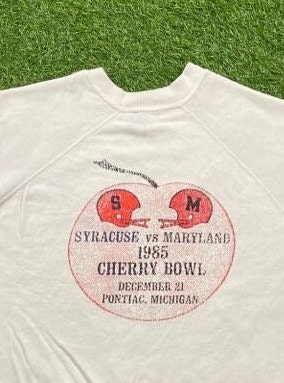 S M
SYRACUSE vs MARYLAND
1985
CHERRY BOWL
DECEMBER 21
PONTIAC, MICHIGAN